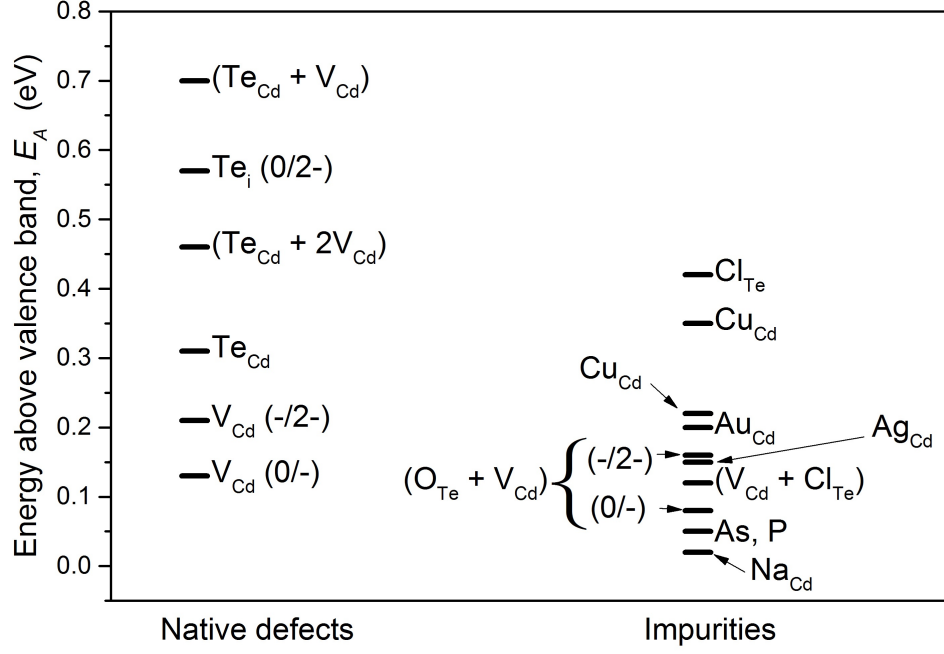 Energy above valence band, E_A (eV)
0.8
0.7
0.6
0.5
0.4
0.3
0.2
0.1
0.0
(Te_Cd + V_Cd)
Te_i (0/2-)
(Te_Cd + 2V_Cd)
Te_Cd
V_Cd (-/2-)
V_Cd (0/-)
Cl_Te
Cu_Cd
Cu_Cd
Au_Cd
Ag_Cd
(O_Te + V_Cd)
(-/2-)
(0/-)
(V_Cd + Cl_Te)
As, P
Na_Cd
Native defects
Impurities